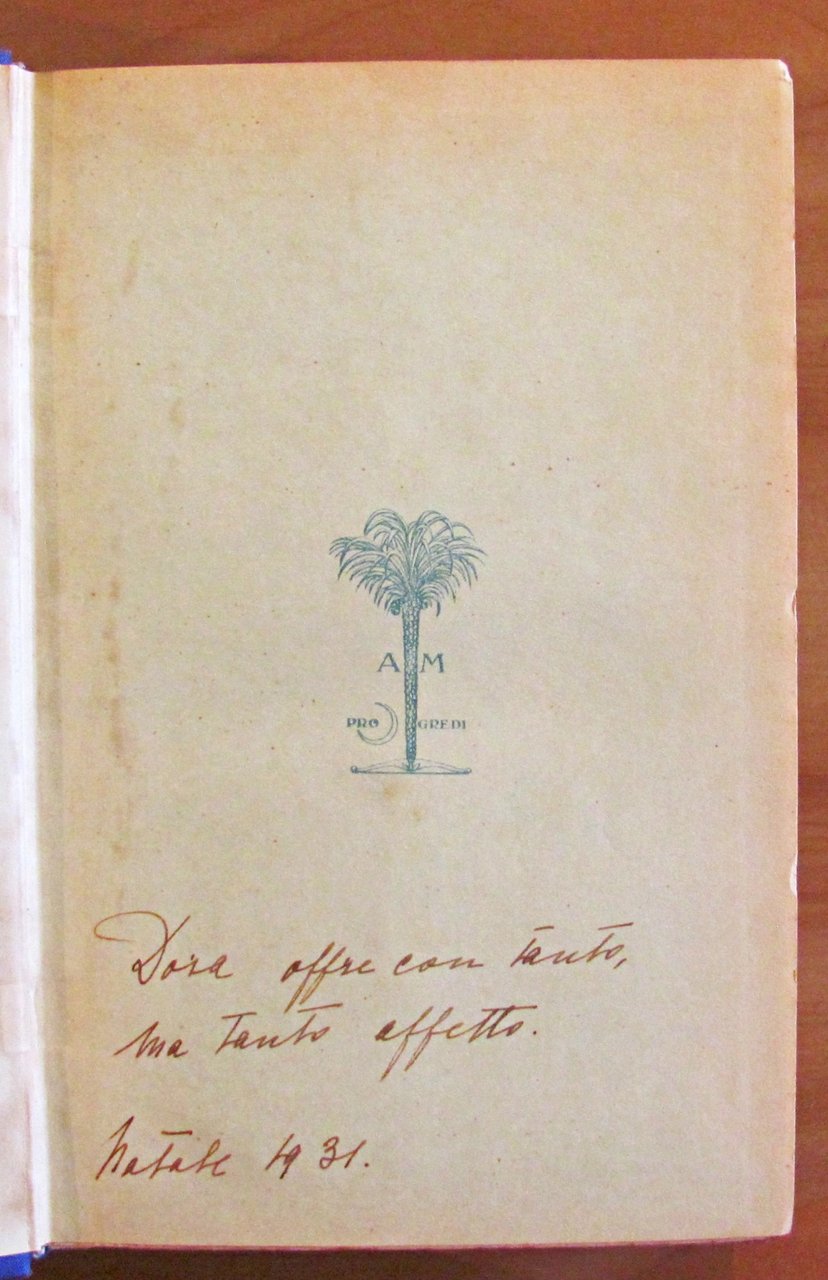 A M
PRO GREDI
Dora offre con tanto,
ma tanto affetto.
Natale 1931.